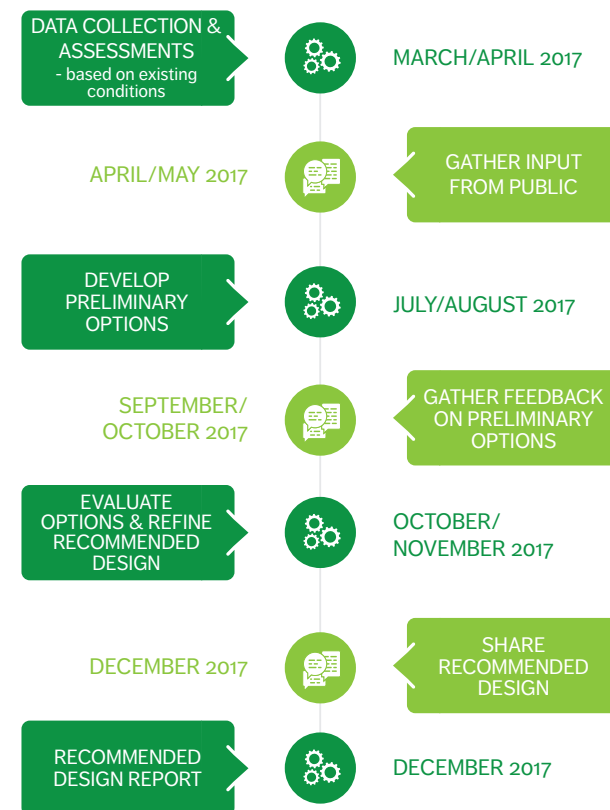 DATA COLLECTION &
ASSESSMENTS
- based on existing
conditions
MARCH/APRIL 2017
APRIL/MAY 2017
GATHER INPUT
FROM PUBLIC
DEVELOP
PRELIMINARY
OPTIONS
JULY/AUGUST 2017
SEPTEMBER/
OCTOBER 2017
GATHER FEEDBACK
ON PRELIMINARY
OPTIONS
EVALUATE
OPTIONS & REFINE
RECOMMENDED
DESIGN
OCTOBER/
NOVEMBER 2017
DECEMBER 2017
SHARE
RECOMMENDED
DESIGN
RECOMMENDED
DESIGN REPORT
DECEMBER 2017